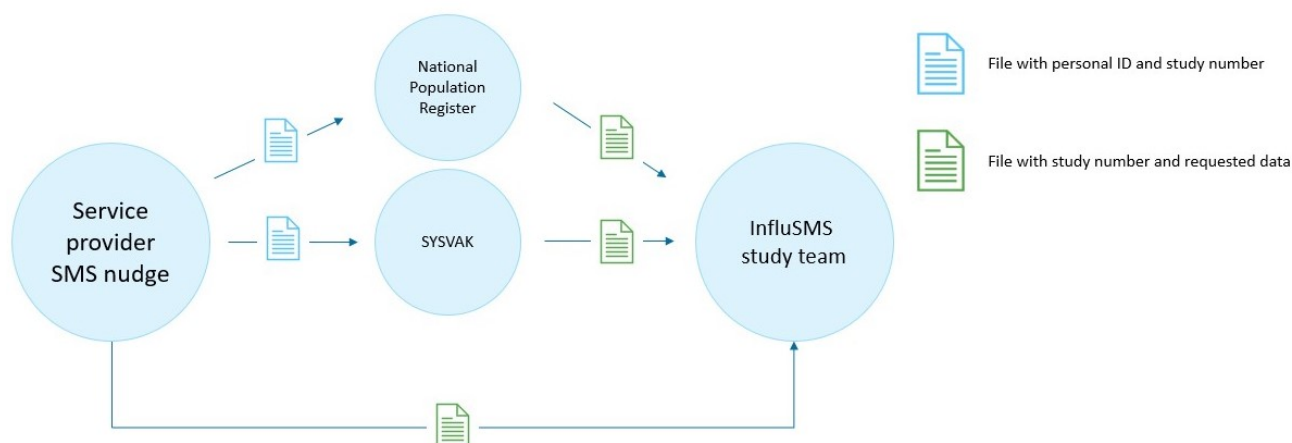 National
Population
Register
File with personal ID and study number
File with study number and requested data
Service
provider
SMS nudge
SYSVAK
InfluSMS
study team